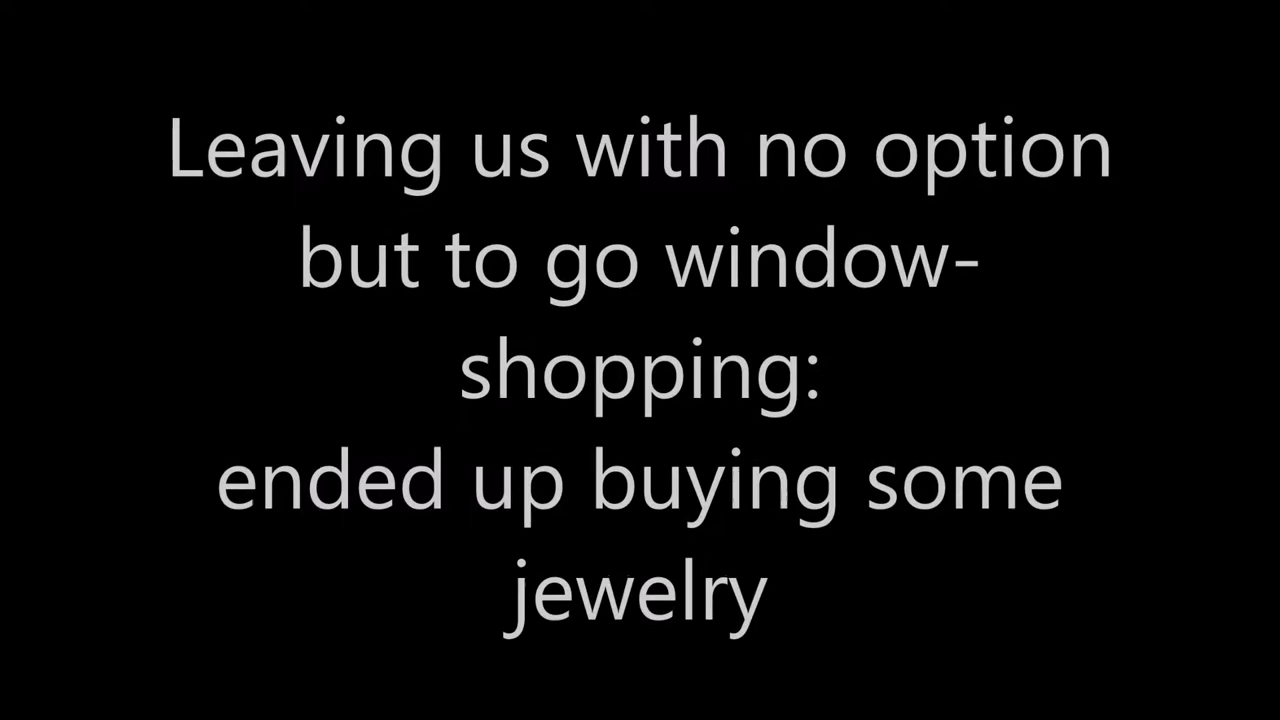 Leaving us with no option
but to go window-
shopping:
ended up buying some
jewelry